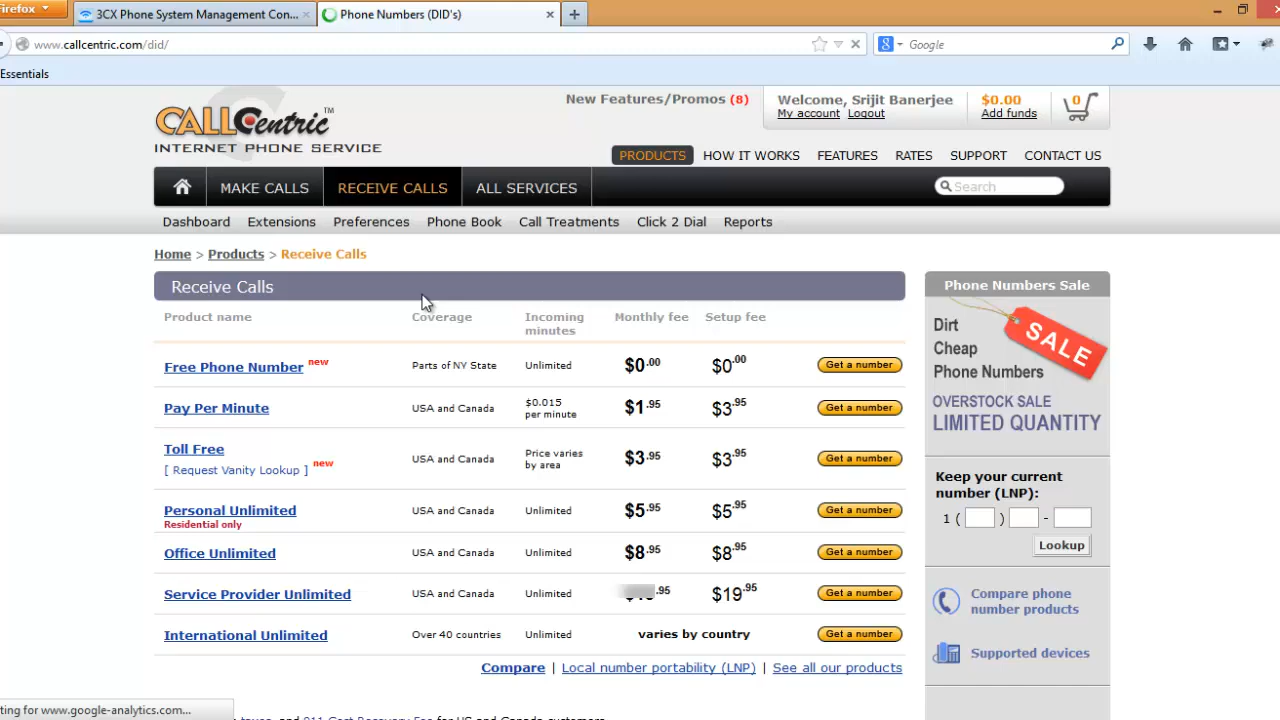 Firefox
3CX Phone System Management Con...
Phone Numbers (DID's)
www.callcentric.com/did/
Google
Essentials
CALLCentric™
INTERNET PHONE SERVICE
New Features/Promos (8)
Welcome, Srijit Banerjee
My account Logout
$0.00
Add funds
0
PRODUCTS HOW IT WORKS FEATURES RATES SUPPORT CONTACT US
MAKE CALLS RECEIVE CALLS ALL SERVICES
Search
Dashboard Extensions Preferences Phone Book Call Treatments Click 2 Dial Reports
Home > Products > Receive Calls
Receive Calls
Product name Coverage Incoming minutes Monthly fee Setup fee
Free Phone Number new Parts of NY State Unlimited $0.00 $0.00 Get a number
Pay Per Minute USA and Canada $0.015 per minute $1.95 $3.95 Get a number
Toll Free
[ Request Vanity Lookup ] new USA and Canada Price varies by area $3.95 $3.95 Get a number
Personal Unlimited USA and Canada Unlimited $5.95 $5.95 Get a number
Residential only
Office Unlimited USA and Canada Unlimited $8.95 $8.95 Get a number
Service Provider Unlimited USA and Canada Unlimited .95 $19.95 Get a number
International Unlimited Over 40 countries Unlimited varies by country Get a number
Compare | Local number portability (LNP) | See all our products
Phone Numbers Sale
Dirt
Cheap
Phone Numbers
SALE
OVERSTOCK SALE
LIMITED QUANTITY
Keep your current
number (LNP):
1 ( ) -
Lookup
Compare phone
number products
Supported devices
ting for www.google-analytics.com...